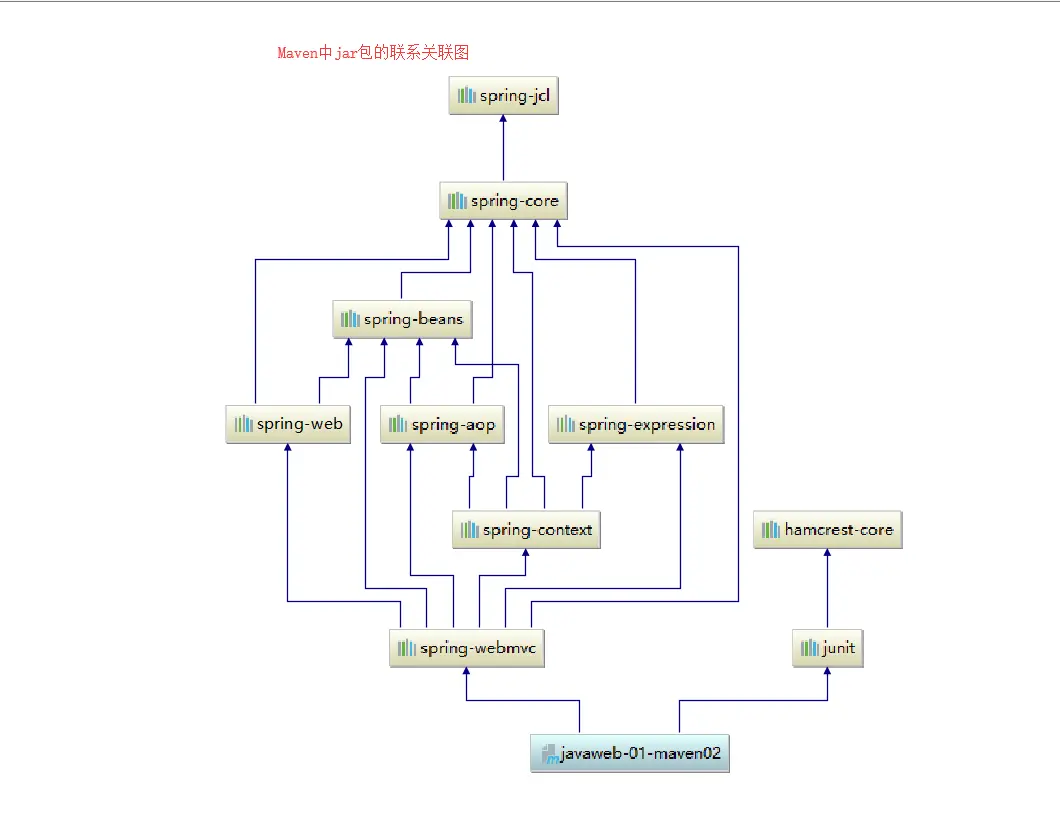 Maven中jar包的联系关联图
spring-jcl
spring-core
spring-beans
spring-web
spring-aop
spring-expression
spring-context
hamcrest-core
spring-webmvc
junit
javaweb-01-maven02